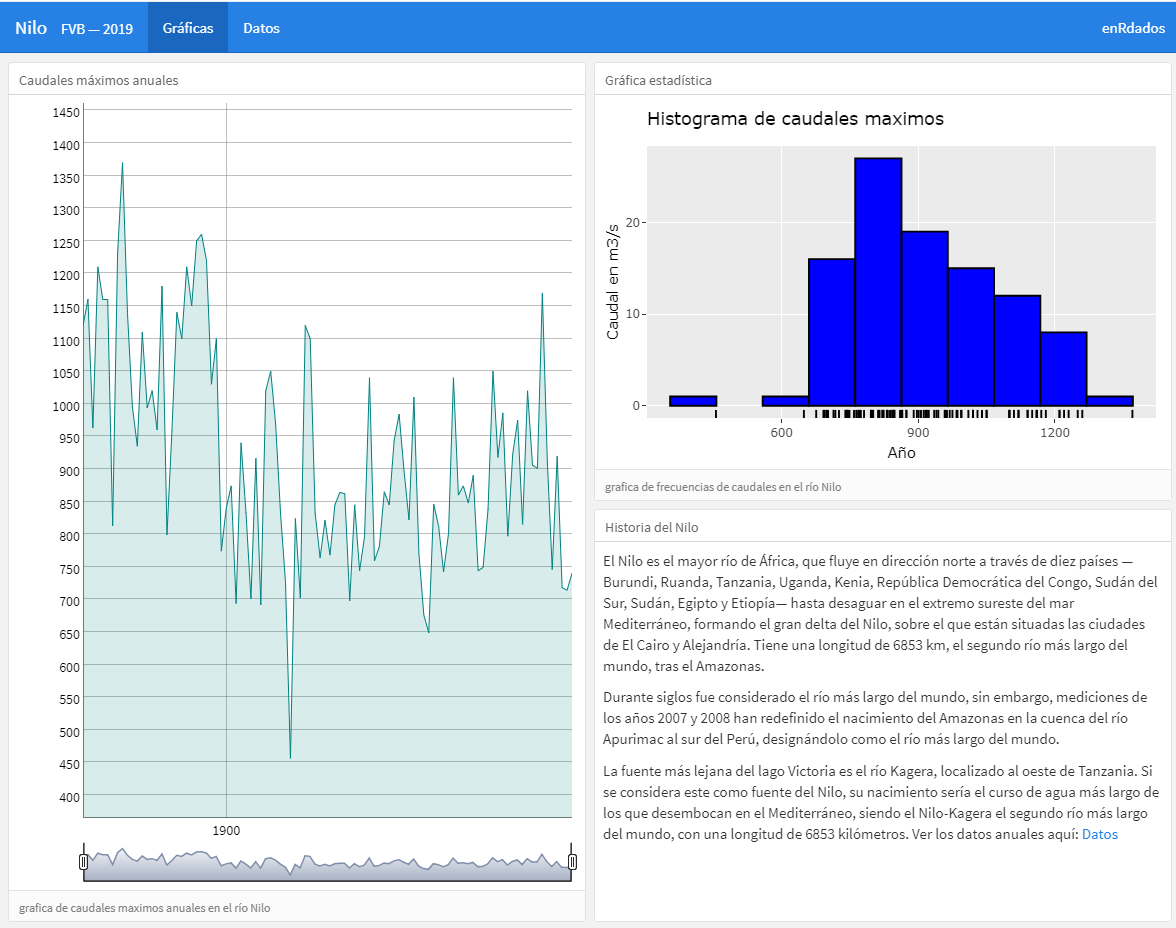 Nilo FVB — 2019 Gráficas Datos enRdados
Caudales máximos anuales
1450
1400
1350
1300
1250
1200
1150
1100
1050
1000
950
900
850
800
750
700
650
600
550
500
450
400
1900
grafica de caudales maximos anuales en el río Nilo
Gráfica estadística
Histograma de caudales maximos
Caudal en m3/s
20
10
0
600 900 1200
Año
grafica de frecuencias de caudales en el río Nilo
Historia del Nilo
El Nilo es el mayor río de África, que fluye en dirección norte a través de diez países —
Burundi, Ruanda, Tanzania, Uganda, Kenia, República Democrática del Congo, Sudán del
Sur, Sudán, Egipto y Etiopía— hasta desaguar en el extremo sureste del mar
Mediterráneo, formando el gran delta del Nilo, sobre el que están situadas las ciudades
de El Cairo y Alejandría. Tiene una longitud de 6853 km, el segundo río más largo del
mundo, tras el Amazonas.
Durante siglos fue considerado el río más largo del mundo, sin embargo, mediciones de
los años 2007 y 2008 han redefinido el nacimiento del Amazonas en la cuenca del río
Apurimac al sur del Perú, designándolo como el río más largo del mundo.
La fuente más lejana del lago Victoria es el río Kagera, localizado al oeste de Tanzania. Si
se considera este como fuente del Nilo, su nacimiento sería el curso de agua más largo de
los que desembocan en el Mediterráneo, siendo el Nilo-Kagera el segundo río más largo
del mundo, con una longitud de 6853 kilómetros. Ver los datos anuales aquí: Datos